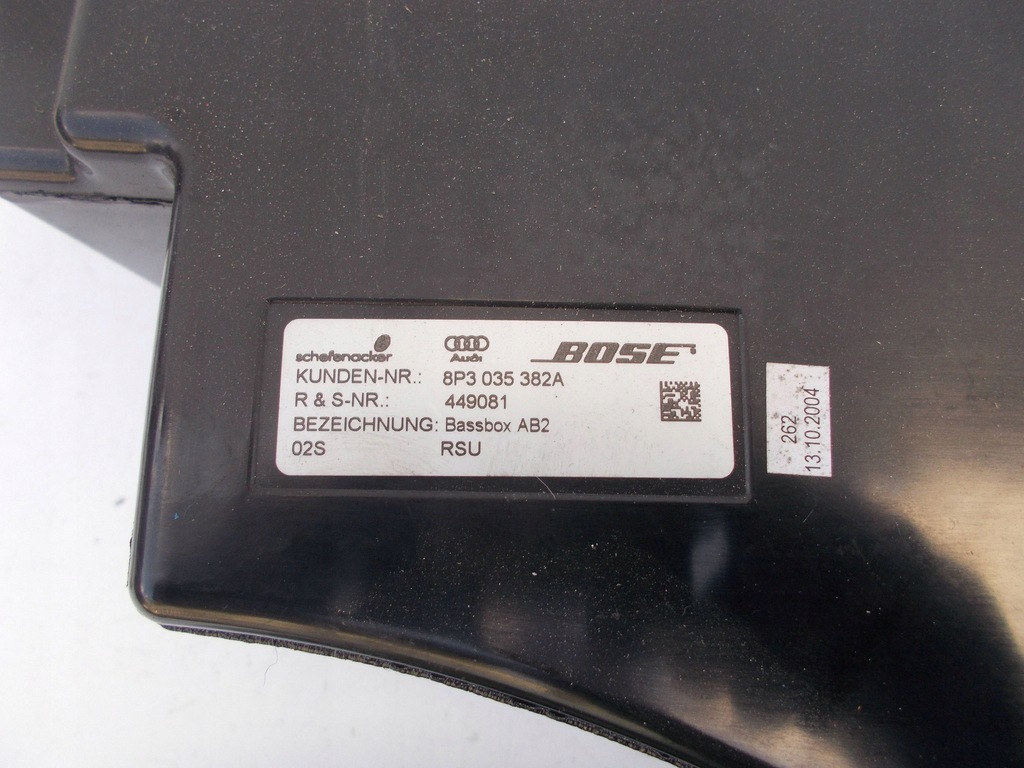 schefenacker Audi BOSE
KUNDEN-NR.: 8P3 035 382A
R & S-NR.: 449081
BEZEICHNUNG: Bassbox AB2
02S RSU
262
13.10.2004